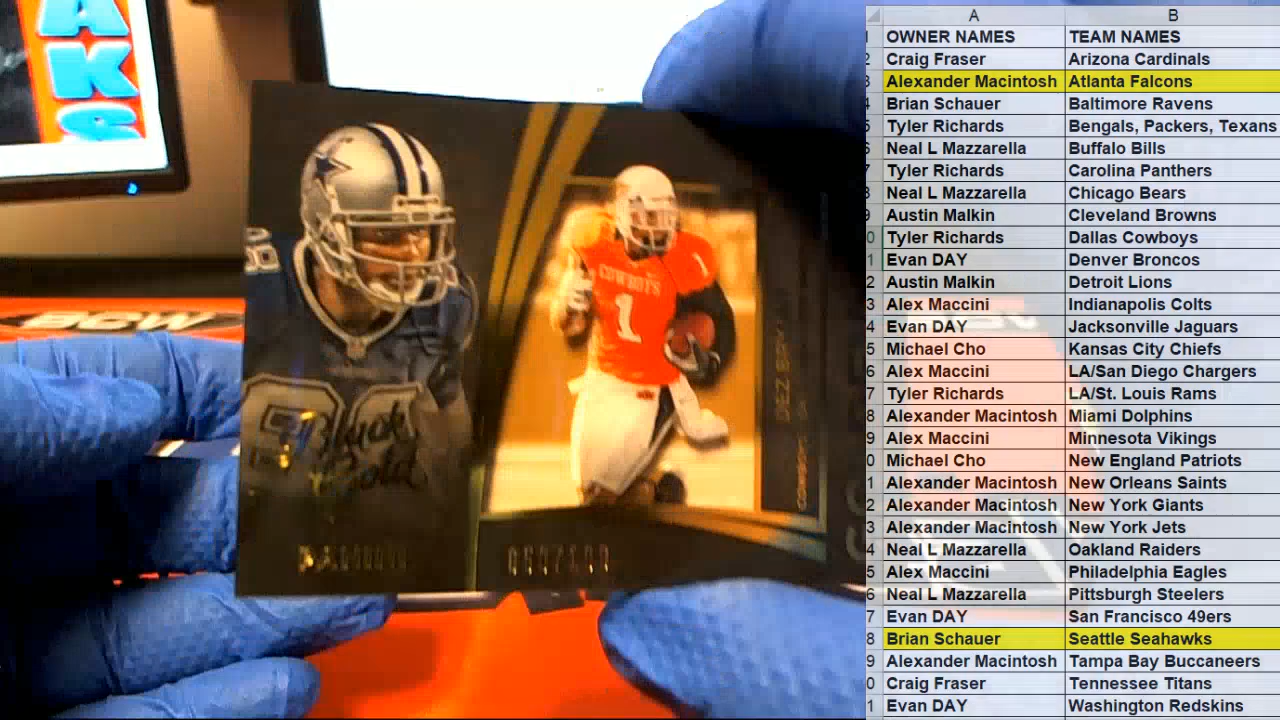 AKS
BCW
COWBOYS
1
1
DEZ BRYANT
Black Gold
A B
OWNER NAMES TEAM NAMES
Craig Fraser Arizona Cardinals
Alexander Macintosh Atlanta Falcons
Brian Schauer Baltimore Ravens
Tyler Richards Bengals, Packers, Texans
Neal L Mazzarella Buffalo Bills
Tyler Richards Carolina Panthers
Neal L Mazzarella Chicago Bears
Austin Malkin Cleveland Browns
Tyler Richards Dallas Cowboys
Evan DAY Denver Broncos
Austin Malkin Detroit Lions
Alex Maccini Indianapolis Colts
Evan DAY Jacksonville Jaguars
Michael Cho Kansas City Chiefs
Alex Maccini LA/San Diego Chargers
Tyler Richards LA/St. Louis Rams
Alexander Macintosh Miami Dolphins
Alex Maccini Minnesota Vikings
Michael Cho New England Patriots
Alexander Macintosh New Orleans Saints
Alexander Macintosh New York Giants
Alexander Macintosh New York Jets
Neal L Mazzarella Oakland Raiders
Alex Maccini Philadelphia Eagles
Neal L Mazzarella Pittsburgh Steelers
Evan DAY San Francisco 49ers
Brian Schauer Seattle Seahawks
Alexander Macintosh Tampa Bay Buccaneers
Craig Fraser Tennessee Titans
Evan DAY Washington Redskins